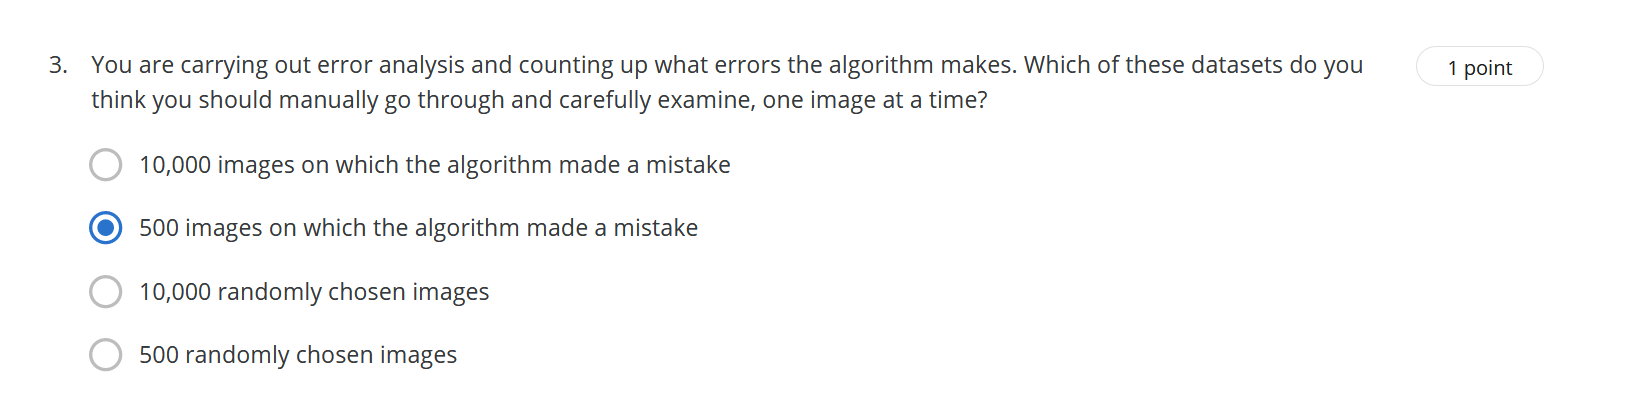 3. You are carrying out error analysis and counting up what errors the algorithm makes. Which of these datasets do you
1 point
think you should manually go through and carefully examine, one image at a time?
10,000 images on which the algorithm made a mistake
500 images on which the algorithm made a mistake
10,000 randomly chosen images
500 randomly chosen images